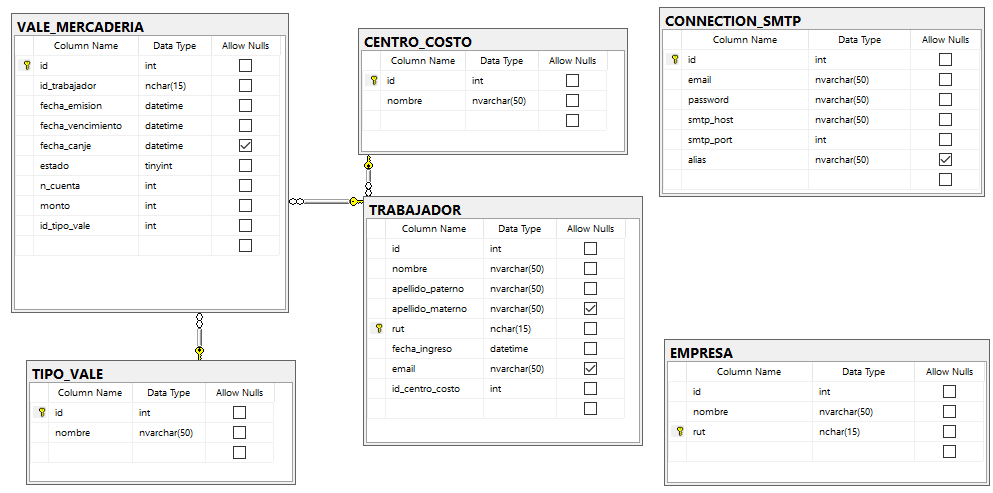 VALE_MERCADERIA
Column Name Data Type Allow Nulls
id int
id_trabajador nchar(15)
fecha_emision datetime
fecha_vencimiento datetime
fecha_canje datetime
estado tinyint
n_cuenta int
monto int
id_tipo_vale int
CENTRO_COSTO
Column Name Data Type Allow Nulls
id int
nombre nvarchar(50)
CONNECTION_SMTP
Column Name Data Type Allow Nulls
id int
email nvarchar(50)
password nvarchar(50)
smtp_host nvarchar(50)
smtp_port int
alias nvarchar(50)
TRABAJADOR
Column Name Data Type Allow Nulls
id int
nombre nvarchar(50)
apellido_paterno nvarchar(50)
apellido_materno nvarchar(50)
rut nchar(15)
fecha_ingreso datetime
email nvarchar(50)
id_centro_costo int
TIPO_VALE
Column Name Data Type Allow Nulls
id int
nombre nvarchar(50)
EMPRESA
Column Name Data Type Allow Nulls
id int
nombre nvarchar(50)
rut nchar(15)